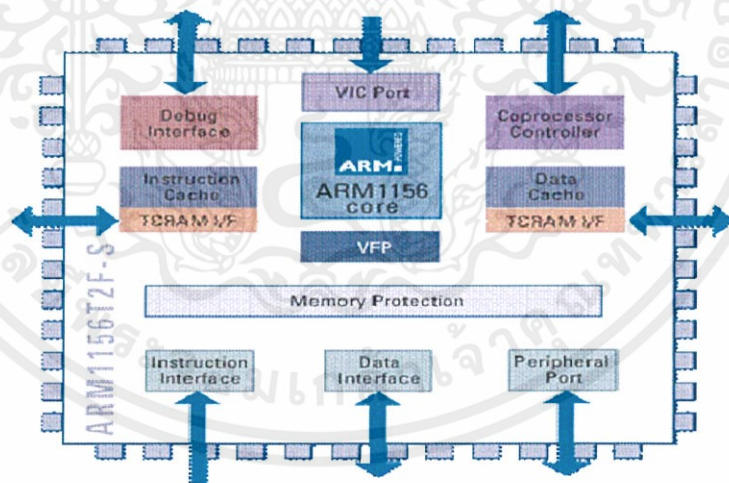 VIC Port
Debug
Interface
Coprocessor
Controller
ARM
POWERED
ARM1156
core
Instruction
Cache
TCRAM I/F
Data
Cache
TCRAM I/F
VFP
Memory Protection
Instruction
Interface
Data
Interface
Peripheral
Port
ARM1156T2F-S